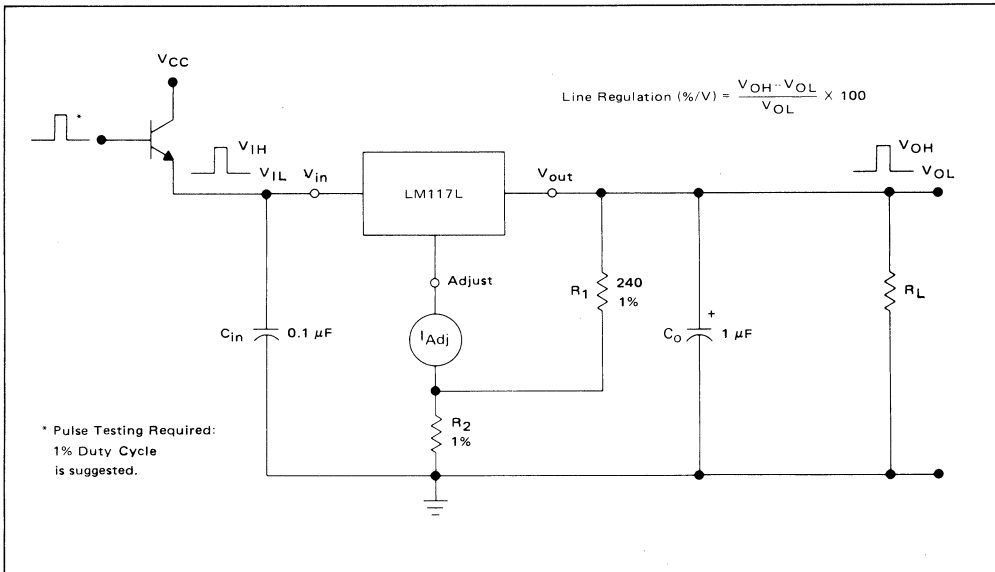 VCC
*
VIH
VIL
Vin
LM117L
Vout
Line Regulation (%/V) = VOH--VOL / VOL X 100
VOH
VOL
Adjust
IAdj
R1
240
1%
Cin
0.1 μF
R2
1%
+
CO
1 μF
RL
* Pulse Testing Required:
1% Duty Cycle
is suggested.